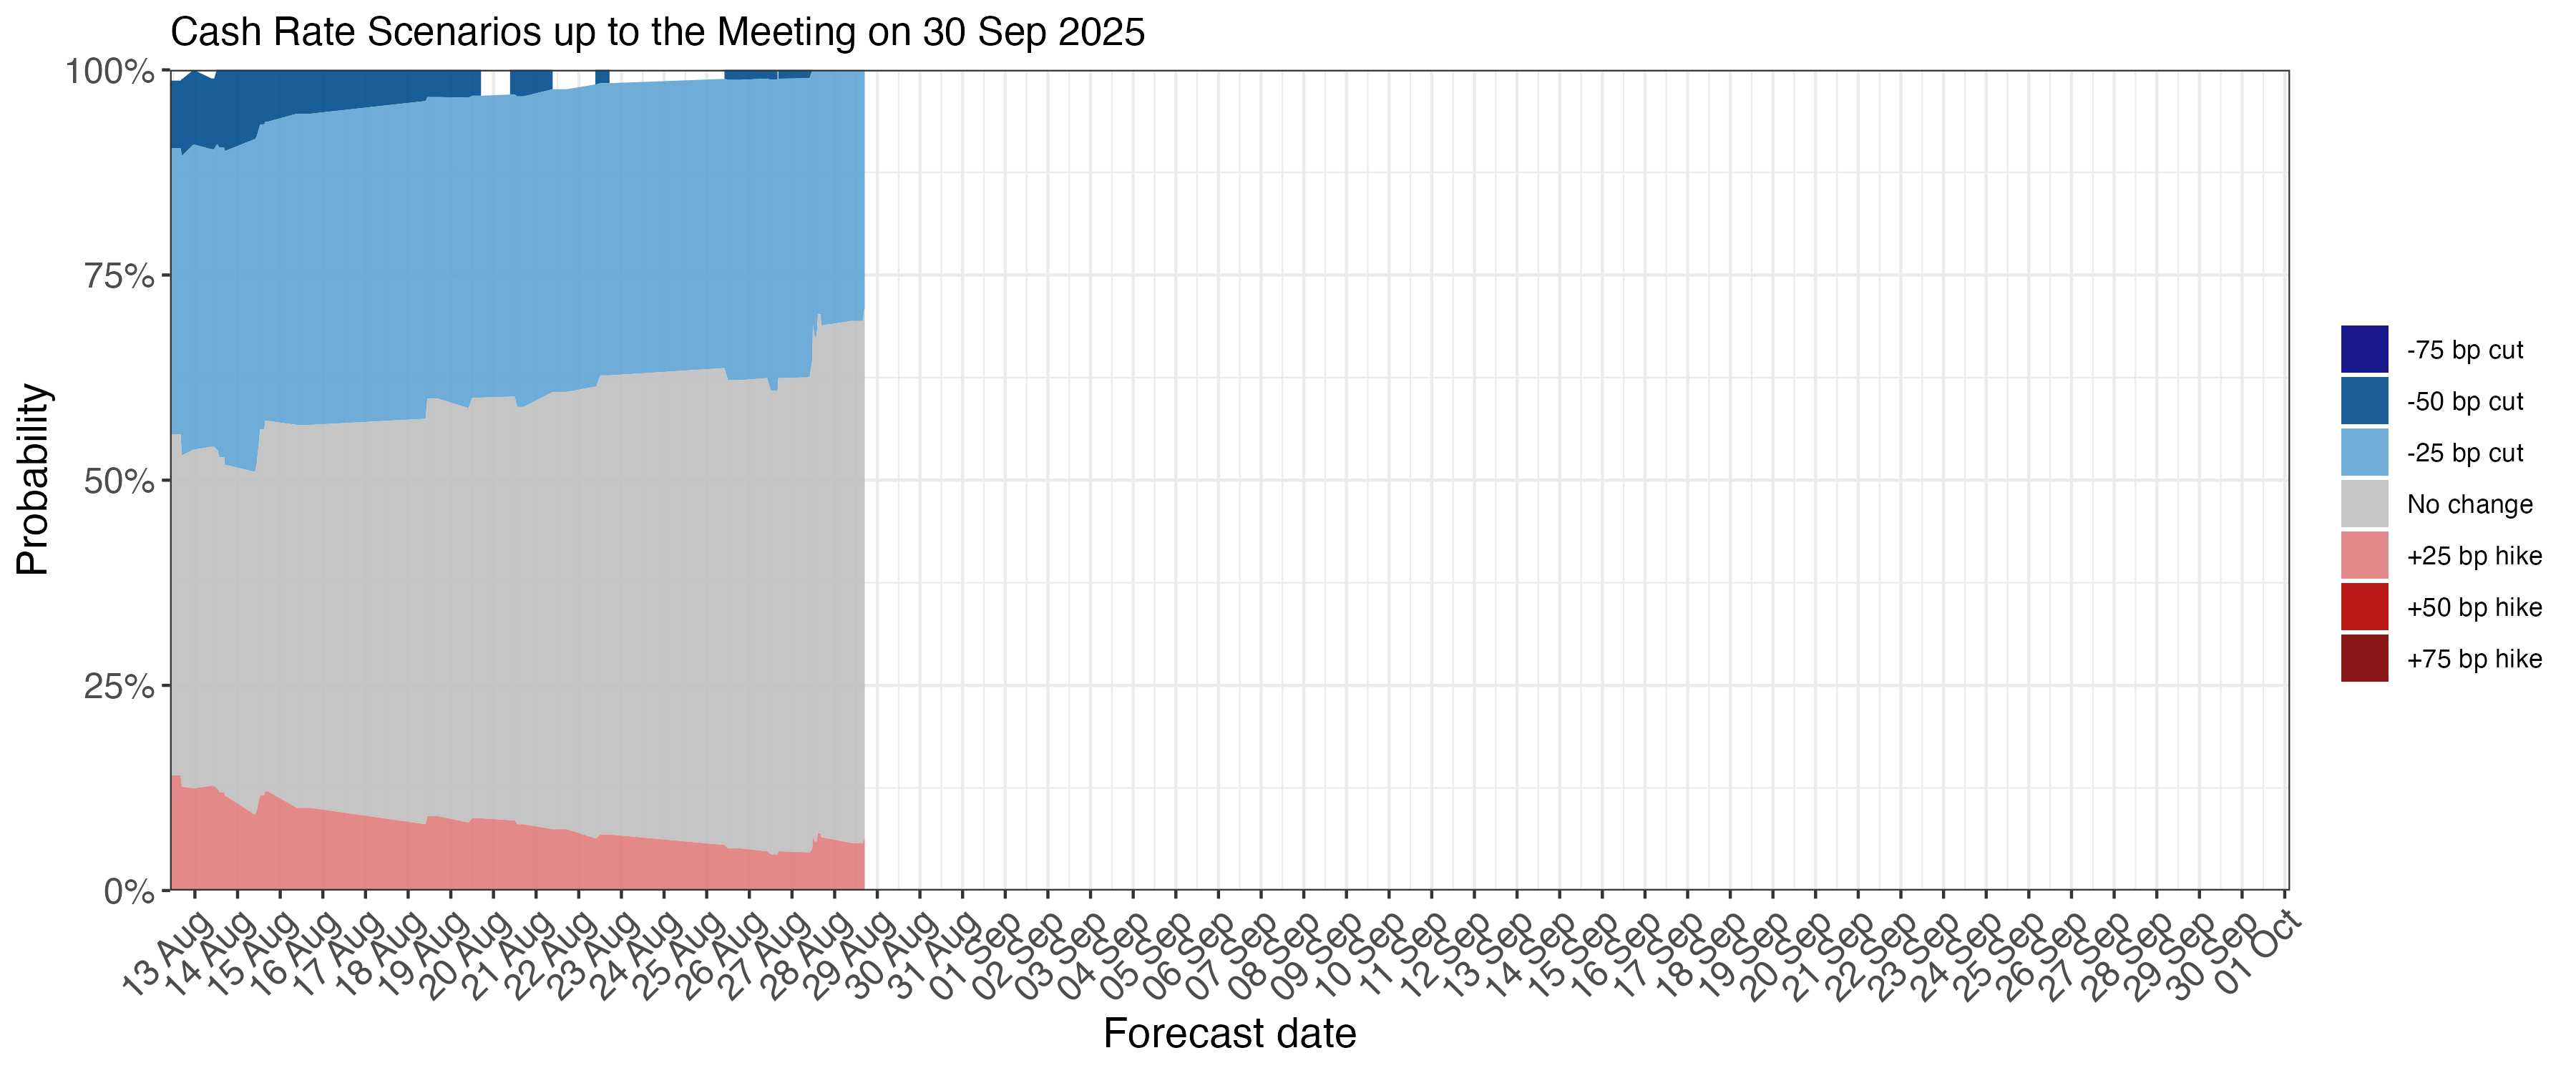 Cash Rate Scenarios up to the Meeting on 30 Sep 2025
100%
75%
50%
25%
0%
Probability
13 Aug
14 Aug
15 Aug
16 Aug
17 Aug
18 Aug
19 Aug
20 Aug
21 Aug
22 Aug
23 Aug
24 Aug
25 Aug
26 Aug
27 Aug
28 Aug
29 Aug
30 Aug
31 Aug
01 Sep
02 Sep
03 Sep
04 Sep
05 Sep
06 Sep
07 Sep
08 Sep
09 Sep
10 Sep
11 Sep
12 Sep
13 Sep
14 Sep
15 Sep
16 Sep
17 Sep
18 Sep
19 Sep
20 Sep
21 Sep
22 Sep
23 Sep
24 Sep
25 Sep
26 Sep
27 Sep
28 Sep
29 Sep
30 Sep
01 Oct
Forecast date
-75 bp cut
-50 bp cut
-25 bp cut
No change
+25 bp hike
+50 bp hike
+75 bp hike